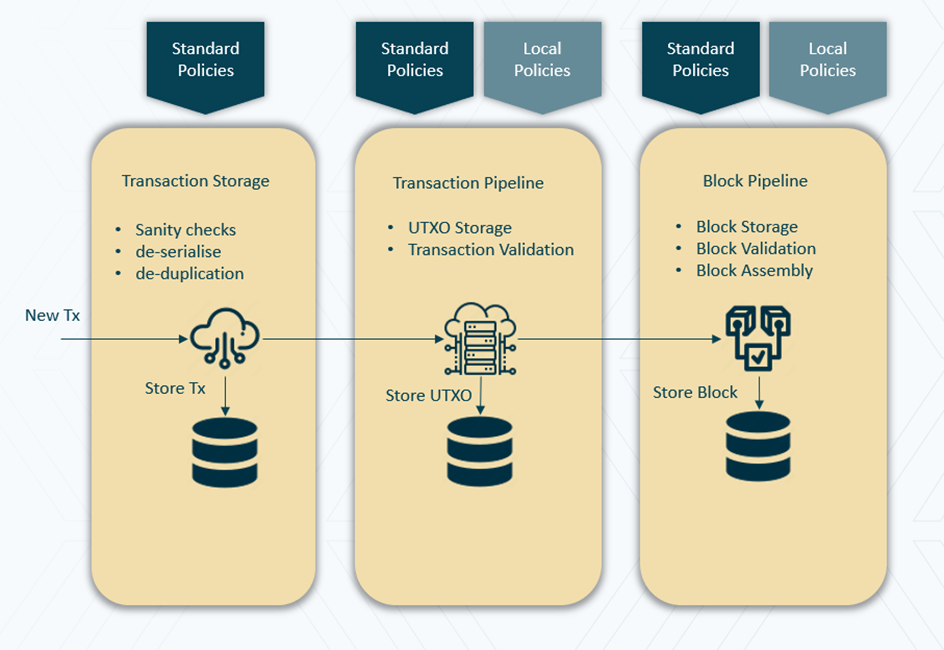 Standard
Policies
Standard
Policies
Local
Policies
Standard
Policies
Local
Policies
Transaction Storage
• Sanity checks
• de-serialise
• de-duplication
New Tx
Store Tx
Transaction Pipeline
• UTXO Storage
• Transaction Validation
Store UTXO
Block Pipeline
• Block Storage
• Block Validation
• Block Assembly
Store Block